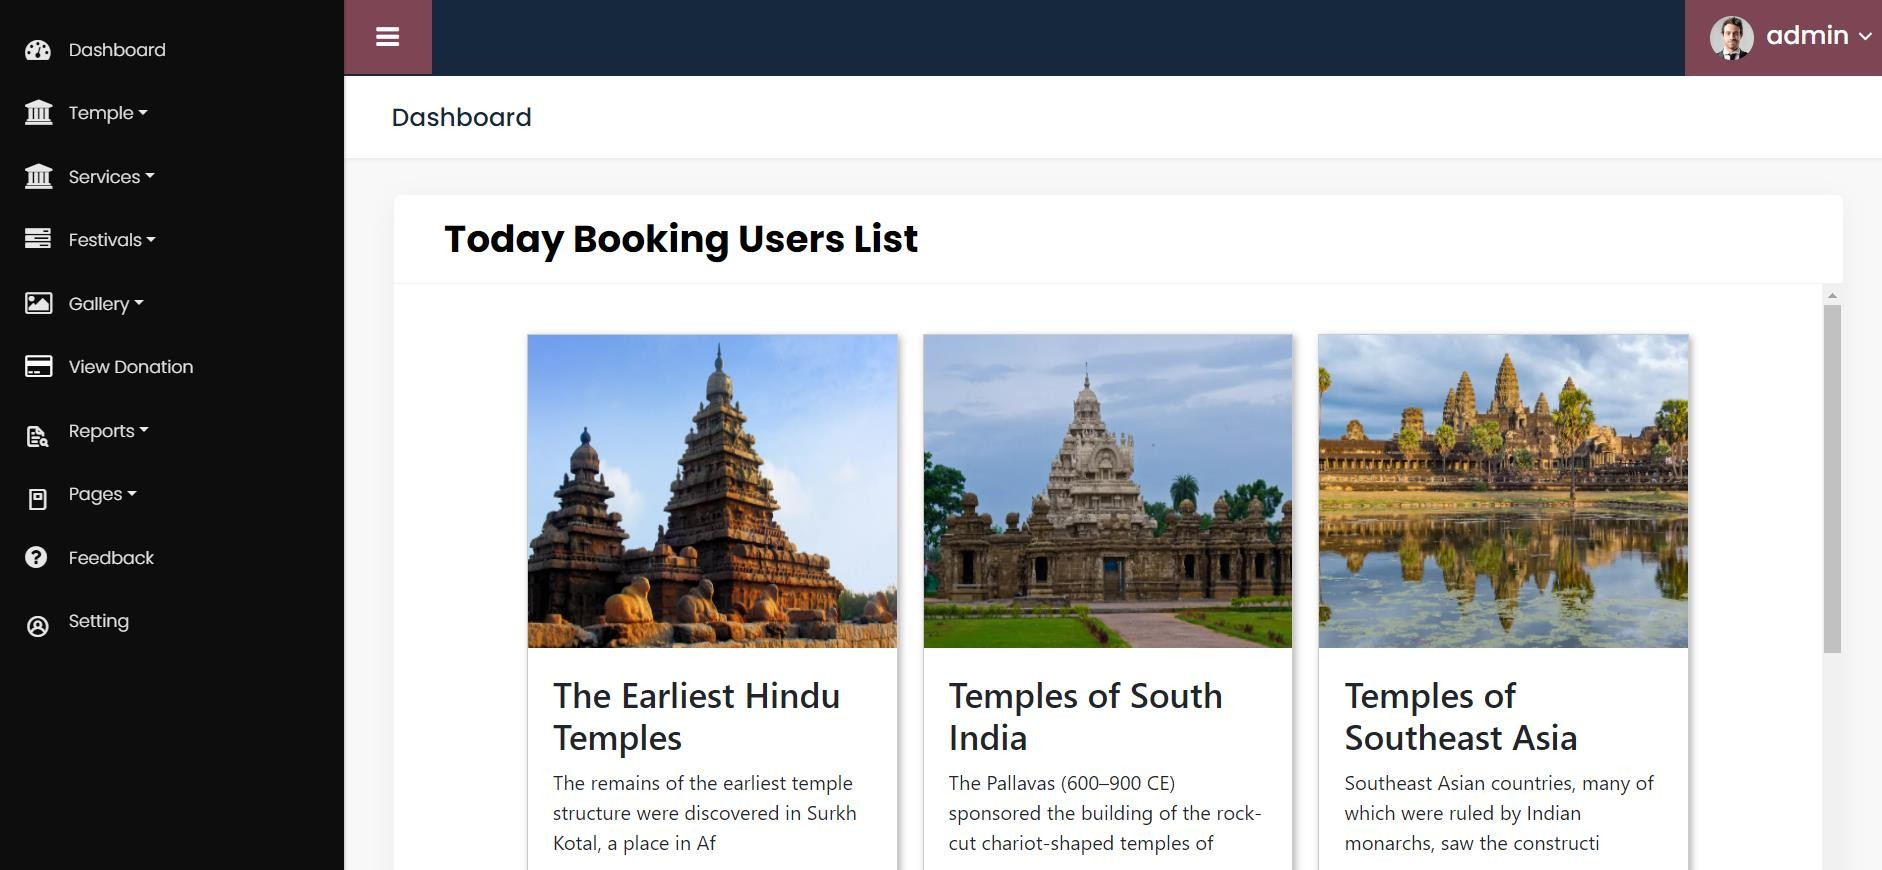 Dashboard
Temple
Services
Festivals
Gallery
View Donation
Reports
Pages
Feedback
Setting
admin
Dashboard
Today Booking Users List
The Earliest Hindu
Temples
The remains of the earliest temple
structure were discovered in Surkh
Kotal, a place in Af
Temples of South
India
The Pallavas (600–900 CE)
sponsored the building of the rock-
cut chariot-shaped temples of
Temples of
Southeast Asia
Southeast Asian countries, many of
which were ruled by Indian
monarchs, saw the constructi